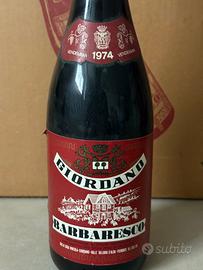 VENDEMMIA VENDEMMIA
1974
GIORDANO
BARBARESCO
subito